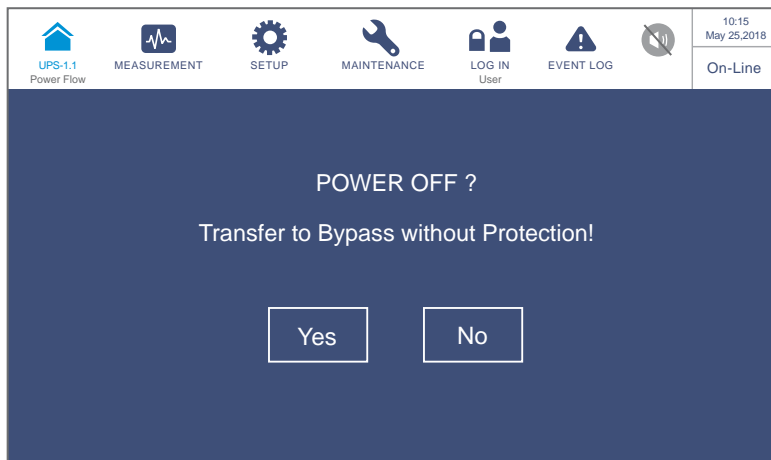 UPS-1.1
Power Flow
MEASUREMENT
SETUP
MAINTENANCE
LOG IN
User
EVENT LOG
10:15
May 25,2018
On-Line
POWER OFF ?
Transfer to Bypass without Protection!
Yes
No